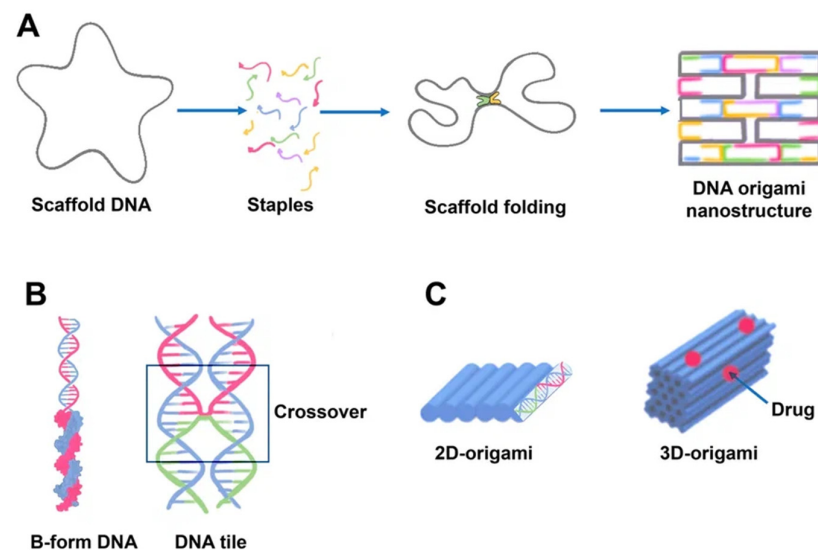 A
Scaffold DNA
Staples
Scaffold folding
DNA origami
nanostructure
B
Crossover
B-form DNA
DNA tile
C
2D-origami
Drug
3D-origami